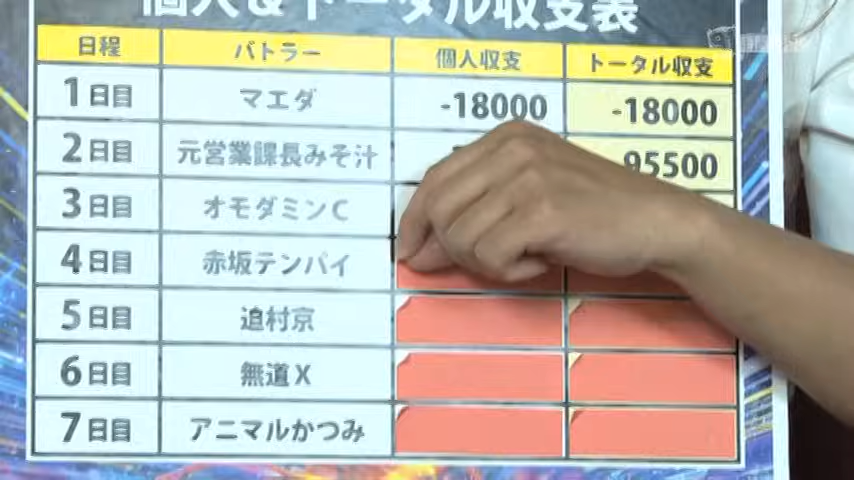 個人&トータル収支表
日程 バトラー 個人収支 トータル収支
1日目 マエダ -18000 -18000
2日目 元営業課長みそ汁 95500
3日目 オモダミンC
4日目 赤坂テンパイ
5日目 迫村京
6日目 無道X
7日目 アニマルかつみ